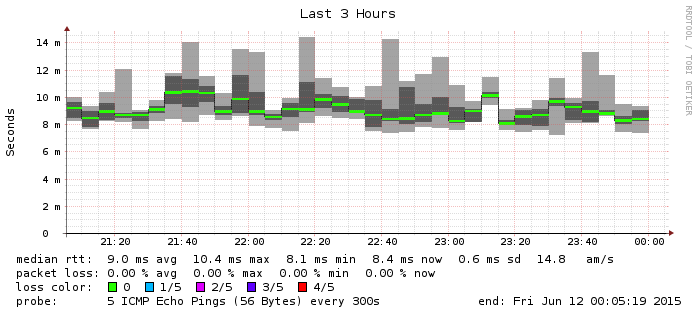 Last 3 Hours
RRDTOOL / TOBI OETIKER
Seconds
14 m
12 m
10 m
8 m
6 m
4 m
2 m
0
21:20 21:40 22:00 22:20 22:40 23:00 23:20 23:40 00:00
median rtt: 9.0 ms avg 10.4 ms max 8.1 ms min 8.4 ms now 0.6 ms sd 14.8 am/s
packet loss: 0.00 % avg 0.00 % max 0.00 % min 0.00 % now
loss color: 0 1/5 2/5 3/5 4/5
probe: 5 ICMP Echo Pings (56 Bytes) every 300s end: Fri Jun 12 00:05:19 2015